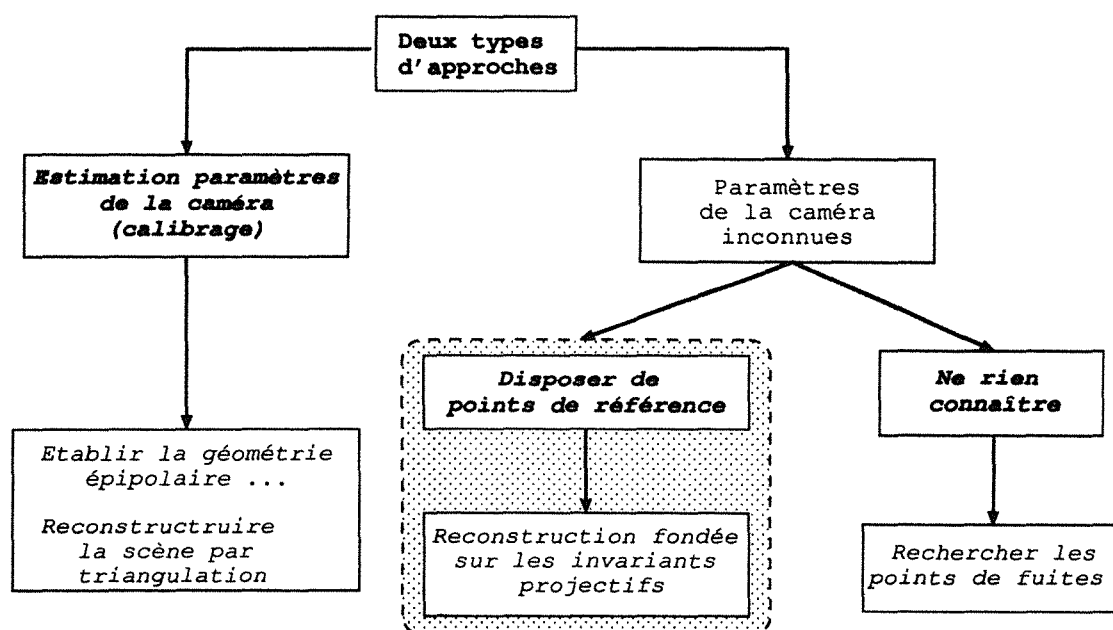 Deux types
d'approches
Estimation paramètres
de la caméra
(calibrage)
Paramètres
de la caméra
inconnues
Disposer de
points de référence
Ne rien
connaître
Etablir la géométrie
épipolaire ...
Reconstructruire
la scène par
triangulation
Reconstruction fondée
sur les invariants
projectifs
Rechercher les
points de fuites